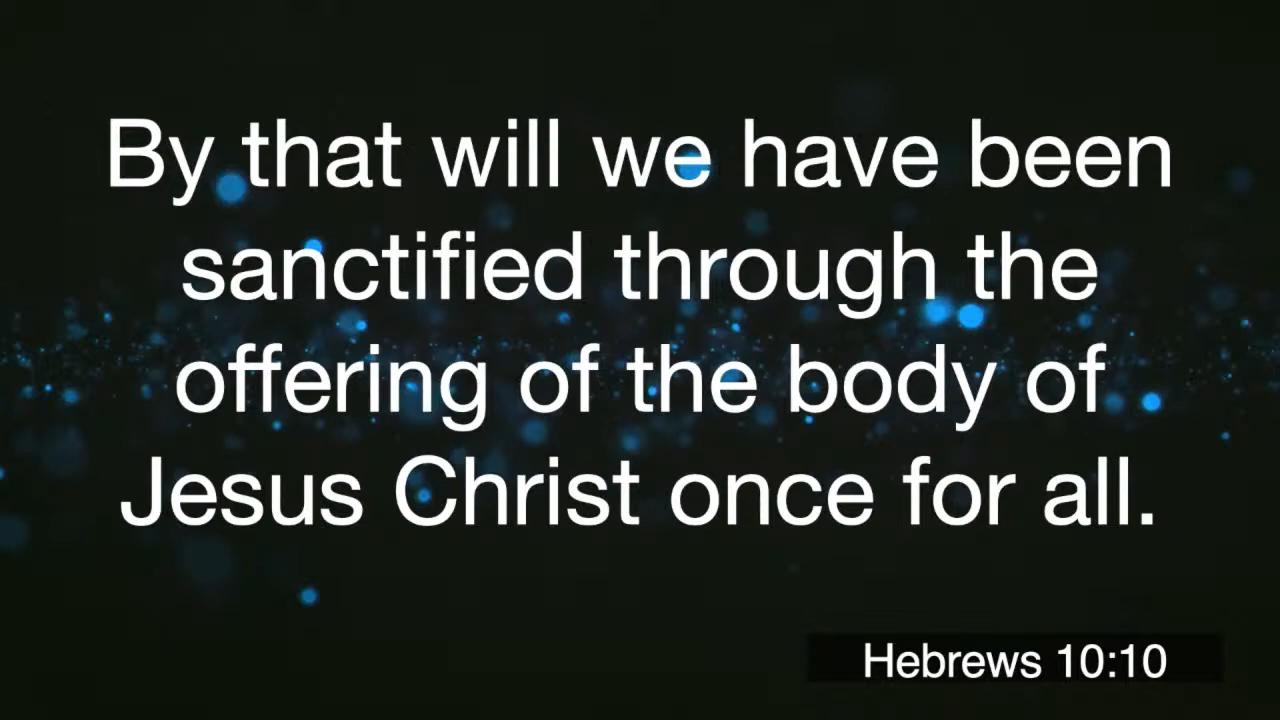 By that will we have been
sanctified through the
offering of the body of
Jesus Christ once for all.
Hebrews 10:10